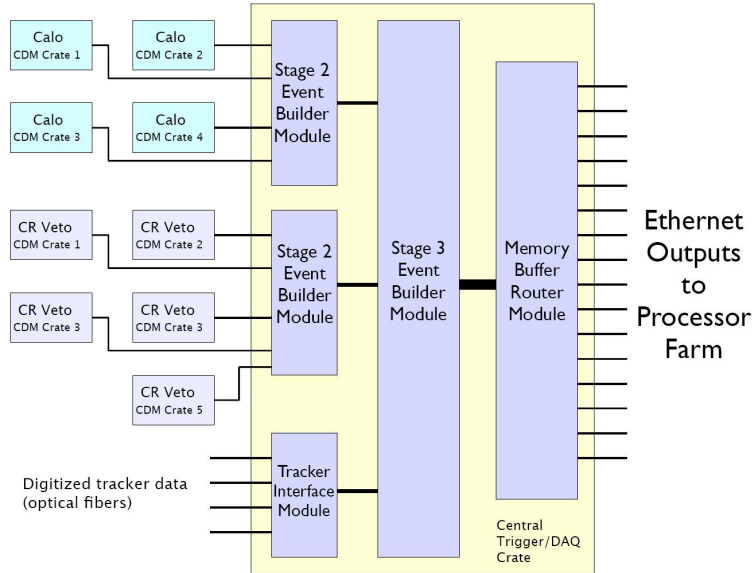 Calo
CDM Crate 1
Calo
CDM Crate 2
Calo
CDM Crate 3
Calo
CDM Crate 4
CR Veto
CDM Crate 1
CR Veto
CDM Crate 2
CR Veto
CDM Crate 3
CR Veto
CDM Crate 3
CR Veto
CDM Crate 5
Digitized tracker data
(optical fibers)
Stage 2
Event
Builder
Module
Stage 2
Event
Builder
Module
Tracker
Interface
Module
Stage 3
Event
Builder
Module
Memory
Buffer
Router
Module
Central
Trigger/DAQ
Crate
Ethernet
Outputs
to
Processor
Farm